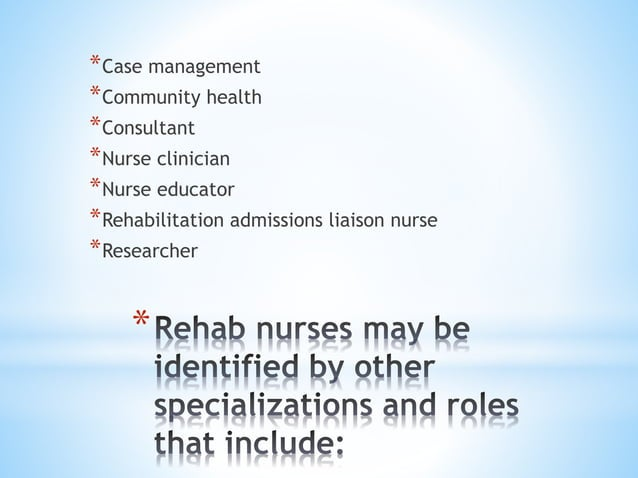 *Case management
*Community health
*Consultant
*Nurse clinician
*Nurse educator
*Rehabilitation admissions liaison nurse
*Researcher
*Rehab nurses may be
identified by other
specializations and roles
that include: